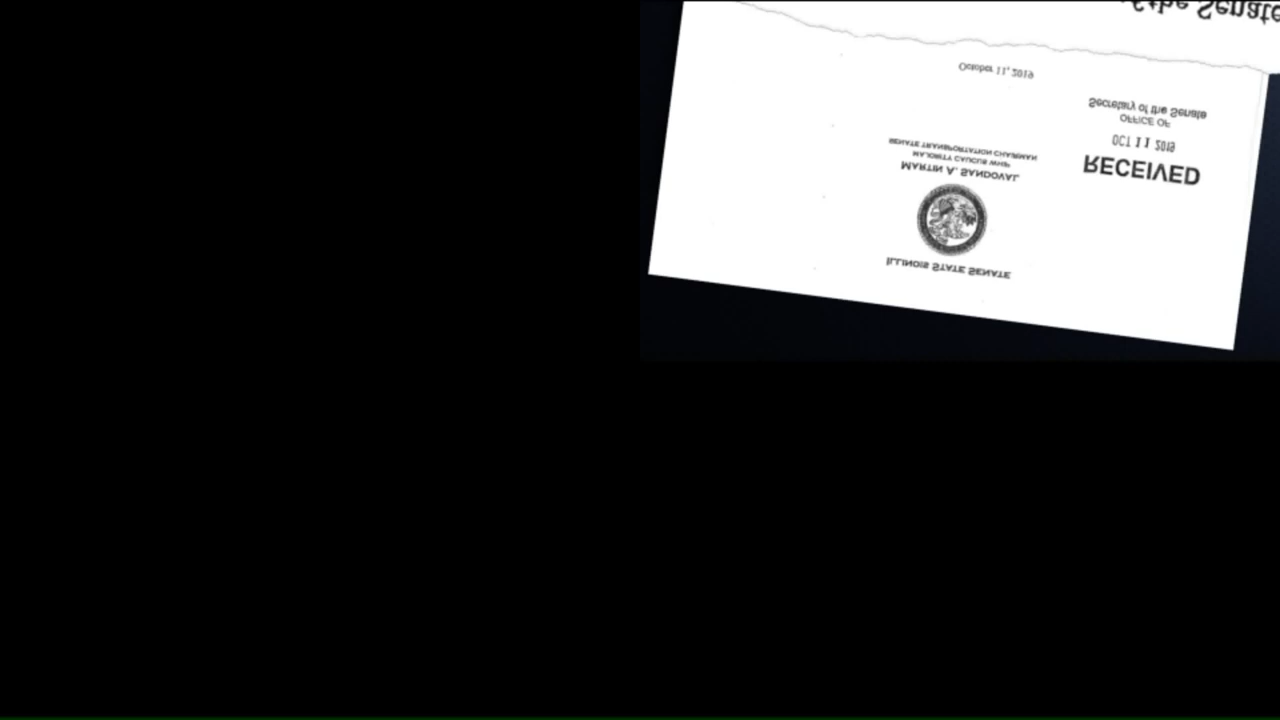 ILLINOIS STATE SENATE
MARTIN A. SANDOVAL
MAJORITY CAUCUS WHIP
SENATE TRANSPORTATION CHAIRMAN
RECEIVED
OCT 11 2019
OFFICE OF
Secretary of the Senate
October 11, 2019
the Senate